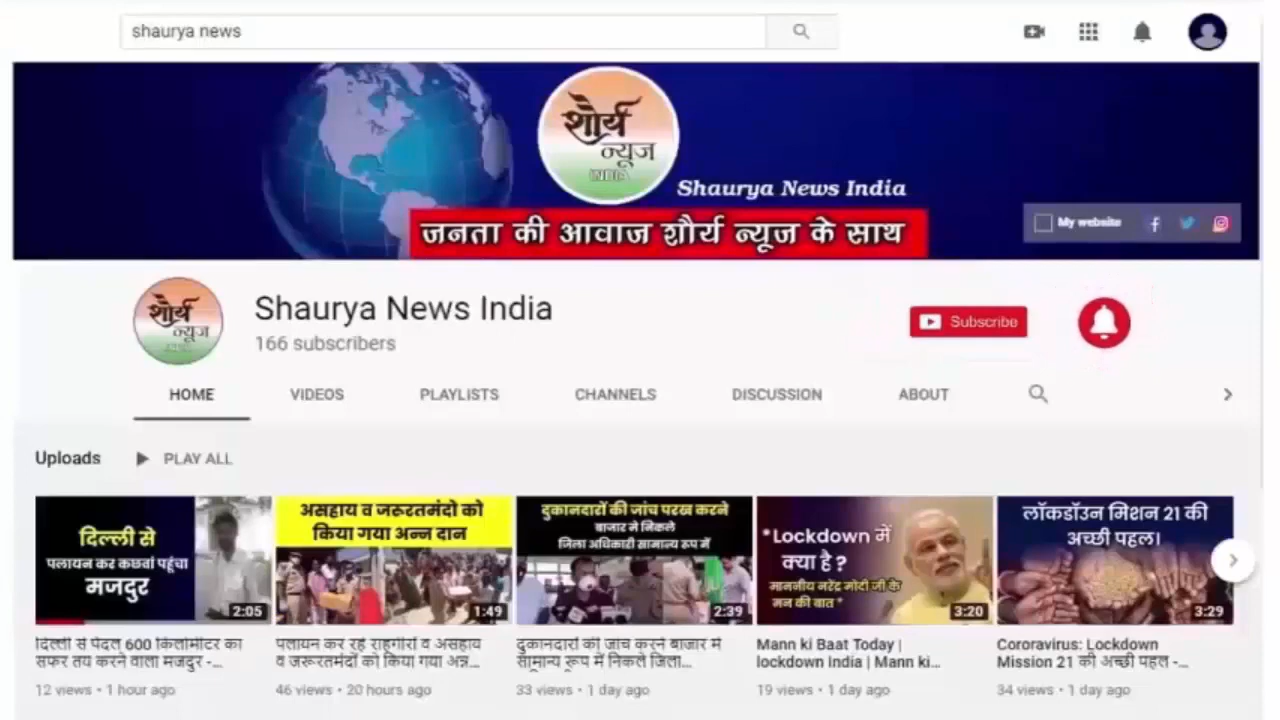 shaurya news
शौर्य
न्यूज
INDIA
Shaurya News India
जनता की आवाज शौर्य न्यूज के साथ
My website
शौर्य
न्यूज
Shaurya News India
166 subscribers
Subscribe
HOME VIDEOS PLAYLISTS CHANNELS DISCUSSION ABOUT
Uploads PLAY ALL
दिल्ली से
पलायन कर कछवां पहूंचा
मजदुर
2:05
असहाय व जरूरतमंदो को
किया गया अन्न दान
1:49
दुकानदारों की जांच परख करने
बाजार मे निकले
जिला अधिकारी सामान्य रूप में
2:39
*Lockdown में
क्या है ?
माननीय नरेंद्र मोदी जी के
मन की बात *
3:20
लॉकडॉउन मिशन 21 की
अच्छी पहल।
3:29
दिल्ली से पैदल 600 किलोमीटर का
सफर तय करने वाला मजदुर -...
12 views • 1 hour ago
पलायन कर रहे राहगीरों व असहाय
व जरूरतमंदों को किया गया अन्न...
46 views • 20 hours ago
दुकानदारों की जांच करने बाजार में
सामान्य रूप में निकले जिला...
33 views • 1 day ago
Mann ki Baat Today |
lockdown India | Mann ki...
19 views • 1 day ago
Cororavirus: Lockdown
Mission 21 की अच्छी पहल -...
34 views • 1 day ago